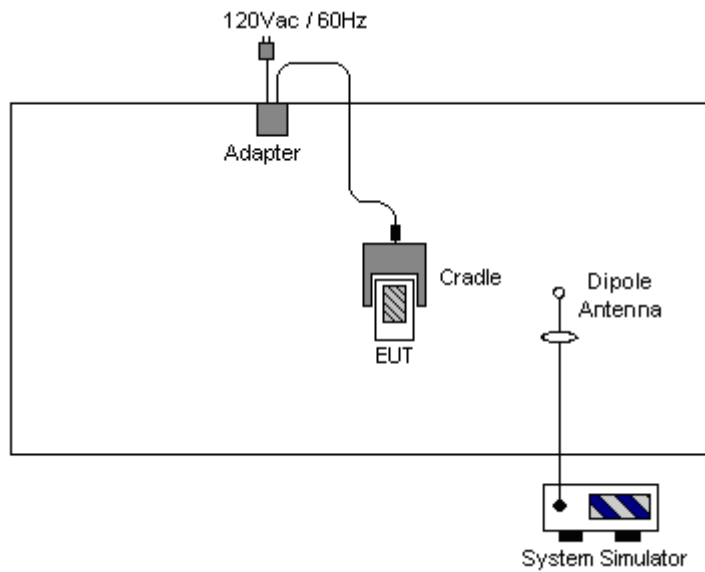 120Vac / 60Hz
Adapter
Cradle
Dipole
Antenna
EUT
System Simulator